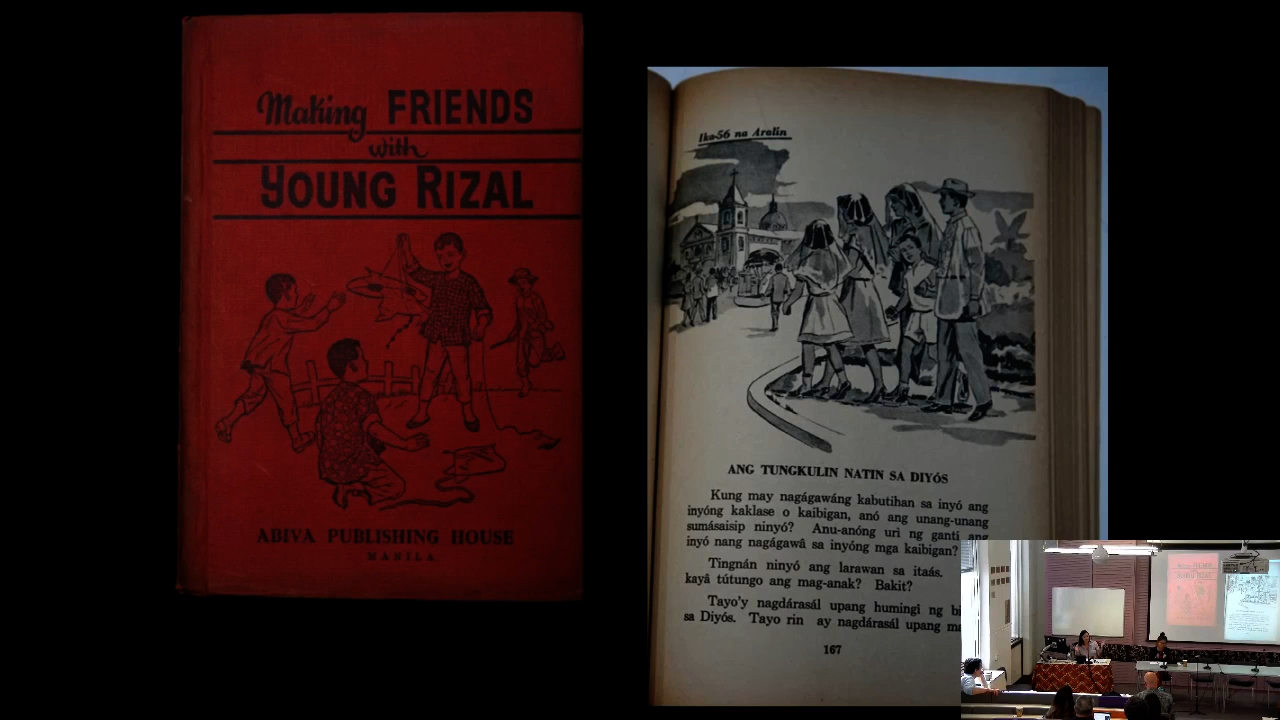 Making FRIENDS
with
YOUNG RIZAL
ABIVA PUBLISHING HOUSE
MANILA
Ika-56 na Aralín
ANG TUNGKULIN NATIN SA DIYÓS
Kung may nagágawáng kabutihan sa inyó ang
inyóng kaklase o kaibigan, anó ang unang-unang
sumásaisip ninyó? Anu-anóng uri ng gantí ang
inyó nang nagágawâ sa inyóng mga kaibigan?
Tingnán ninyó ang larawan sa itaás.
kayâ tútungo ang mag-anak? Bakit?
Tayo'y nagdárasál upang humingî ng
sa Diyós. Tayo rin ay nagdárasál upang
167